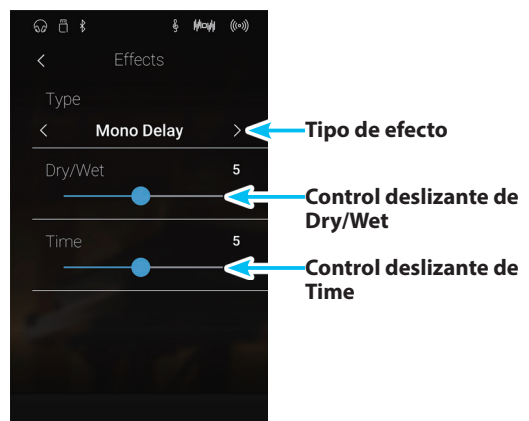 Effects
Type
Mono Delay
Tipo de efecto
Dry/Wet 5
Control deslizante de
Dry/Wet
Time 5
Control deslizante de
Time